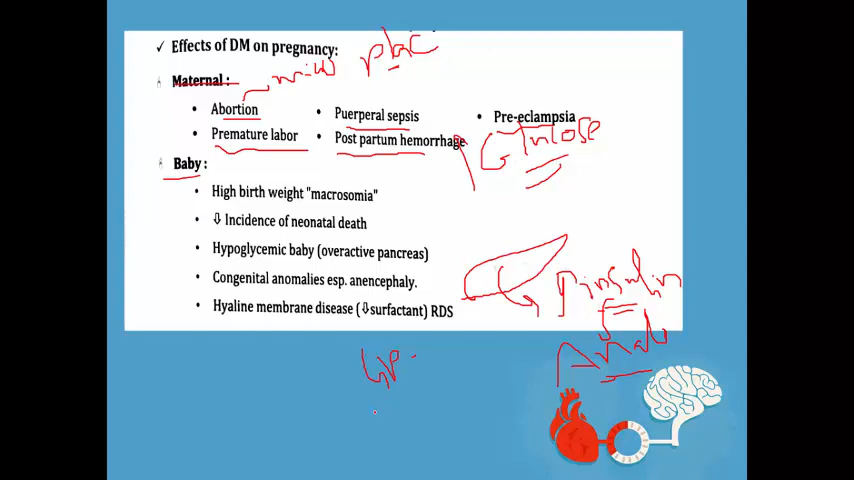 ✓ Effects of DM on pregnancy:
Maternal :
• Abortion • Puerperal sepsis • Pre-eclampsia
• Premature labor • Post partum hemorrhage
Baby :
• High birth weight "macrosomia"
• ⇩ Incidence of neonatal death
• Hypoglycemic baby (overactive pancreas)
• Congenital anomalies esp. anencephaly.
• Hyaline membrane disease (⇩surfactant) RDS
insulin